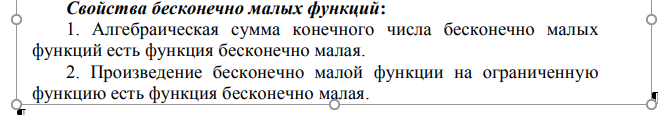 Свойства бесконечно малых функций:
1. Алгебраическая сумма конечного числа бесконечно малых
функций есть функция бесконечно малая.
2. Произведение бесконечно малой функции на ограниченную
функцию есть функция бесконечно малая.